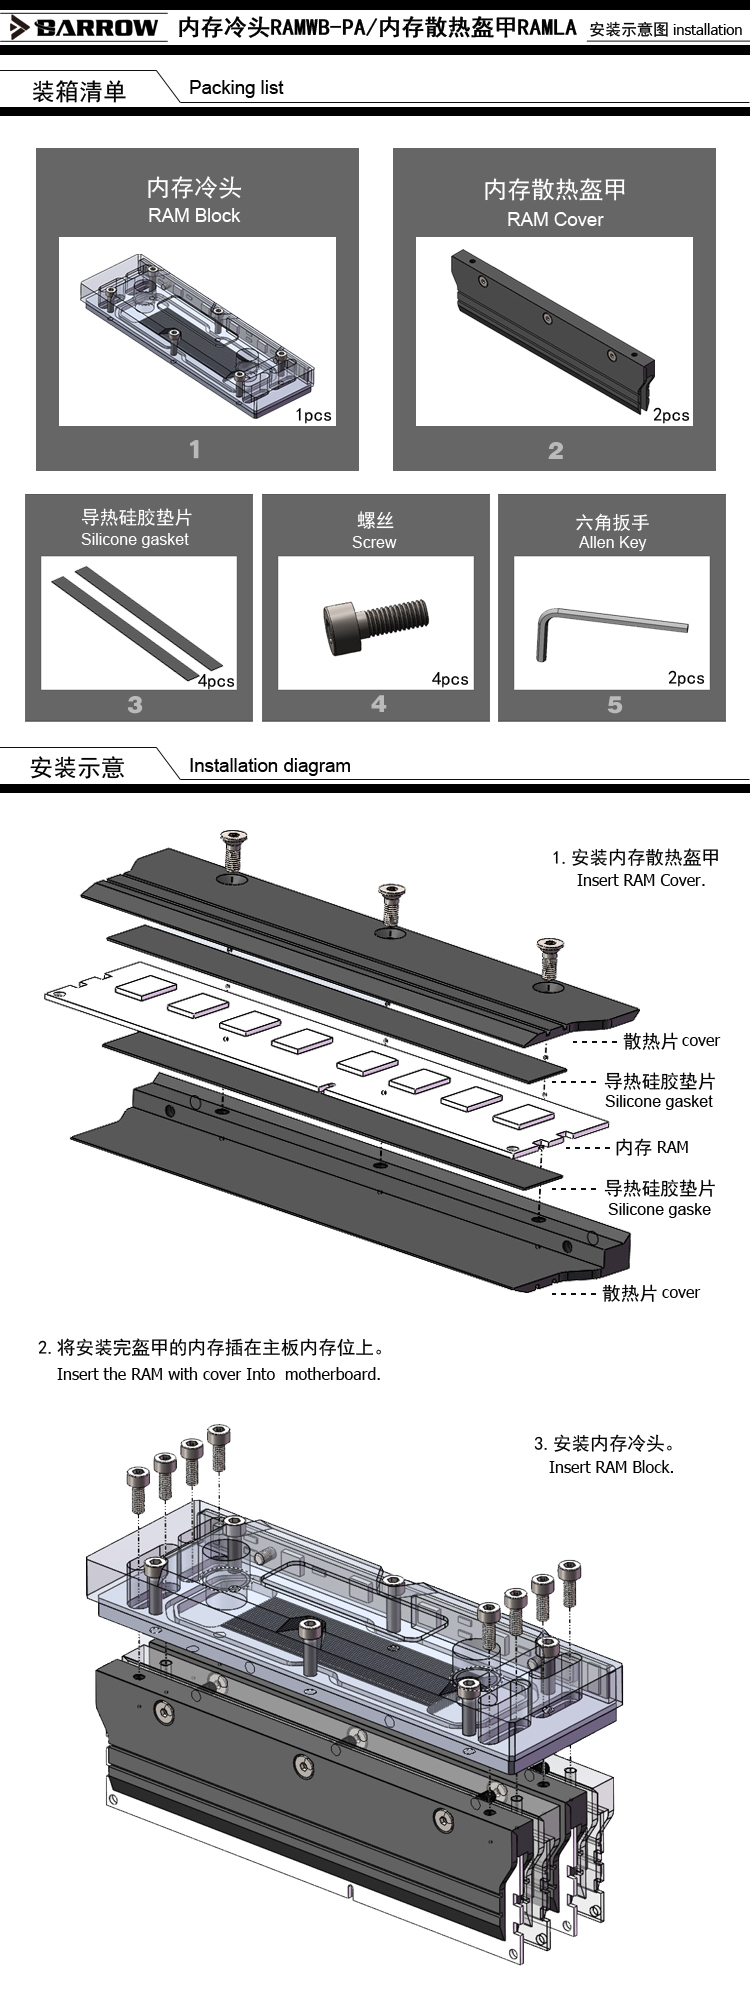 BARROW 内存冷头RAMWB-PA/内存散热盔甲RAMLA 安装示意图 installation
装箱清单 Packing list
内存冷头
RAM Block
1pcs
1
内存散热盔甲
RAM Cover
2pcs
2
导热硅胶垫片
Silicone gasket
4pcs
3
螺丝
Screw
4pcs
4
六角扳手
Allen Key
2pcs
5
安装示意 Installation diagram
1. 安装内存散热盔甲
Insert RAM Cover.
散热片 cover
导热硅胶垫片
Silicone gasket
内存 RAM
导热硅胶垫片
Silicone gaske
散热片 cover
2. 将安装完盔甲的内存插在主板内存位上。
Insert the RAM with cover Into motherboard.
3. 安装内存冷头。
Insert RAM Block.